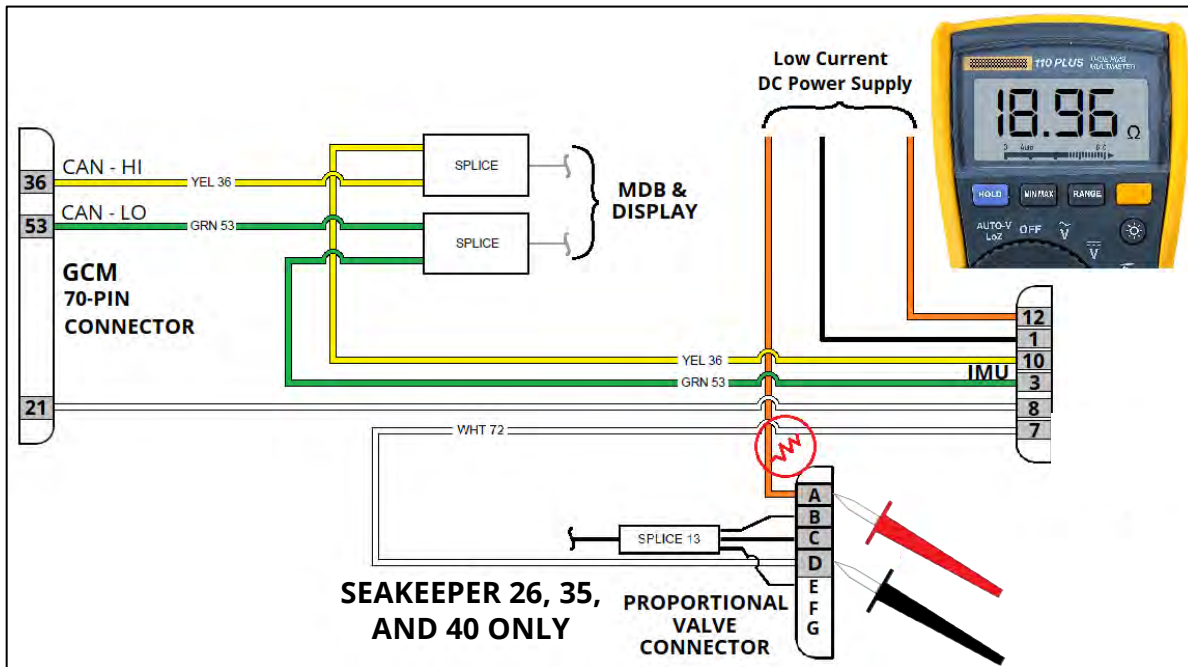 Low Current
DC Power Supply
110 PLUS TRUE RMS
MULTIMETER
18.96 Ω
HOLD
MIN MAX
RANGE
AUTO-V
LoZ
OFF
V
V
36
CAN - HI
YEL 36
SPLICE
MDB &
DISPLAY
53
CAN - LO
GRN 53
SPLICE
GCM
70-PIN
CONNECTOR
12
1
YEL 36
10
IMU
GRN 53
3
21
8
WHT 72
7
A
B
SPLICE 13
C
D
E
F
G
SEAKEEPER 26, 35,
AND 40 ONLY
PROPORTIONAL
VALVE
CONNECTOR